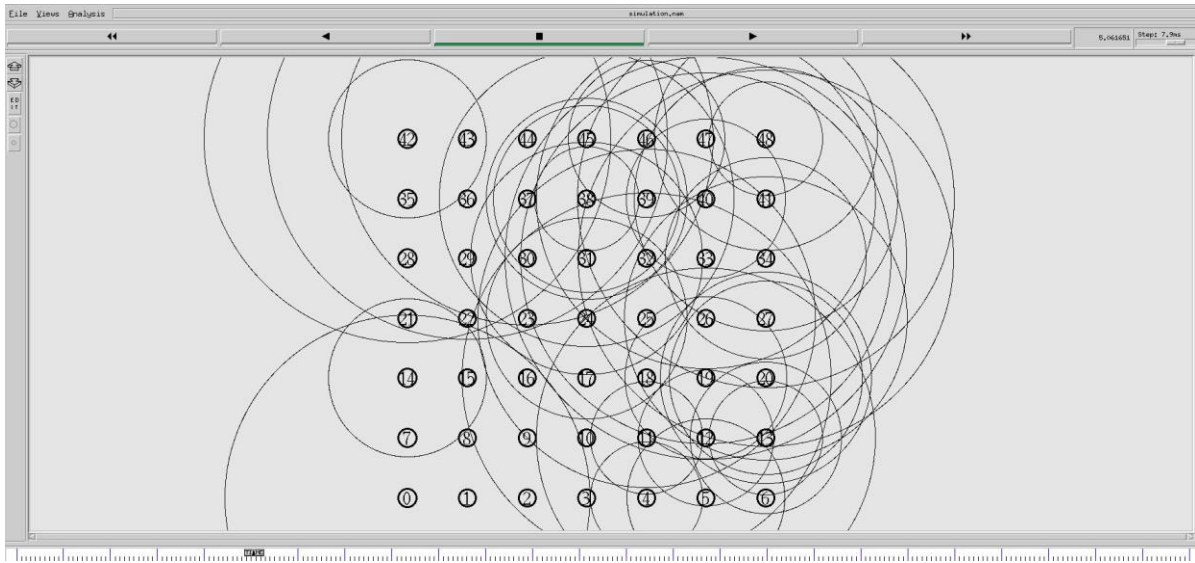 File Views Analysis simulation.nam
5.061651 Step: 7.9ms
ED
IT
42 43 44 45 46 47 48
35 36 37 38 39 40 41
28 29 30 31 32 33 34
21 22 23 24 25 26 27
14 15 16 17 18 19 20
7 8 9 10 11 12 13
0 1 2 3 4 5 6